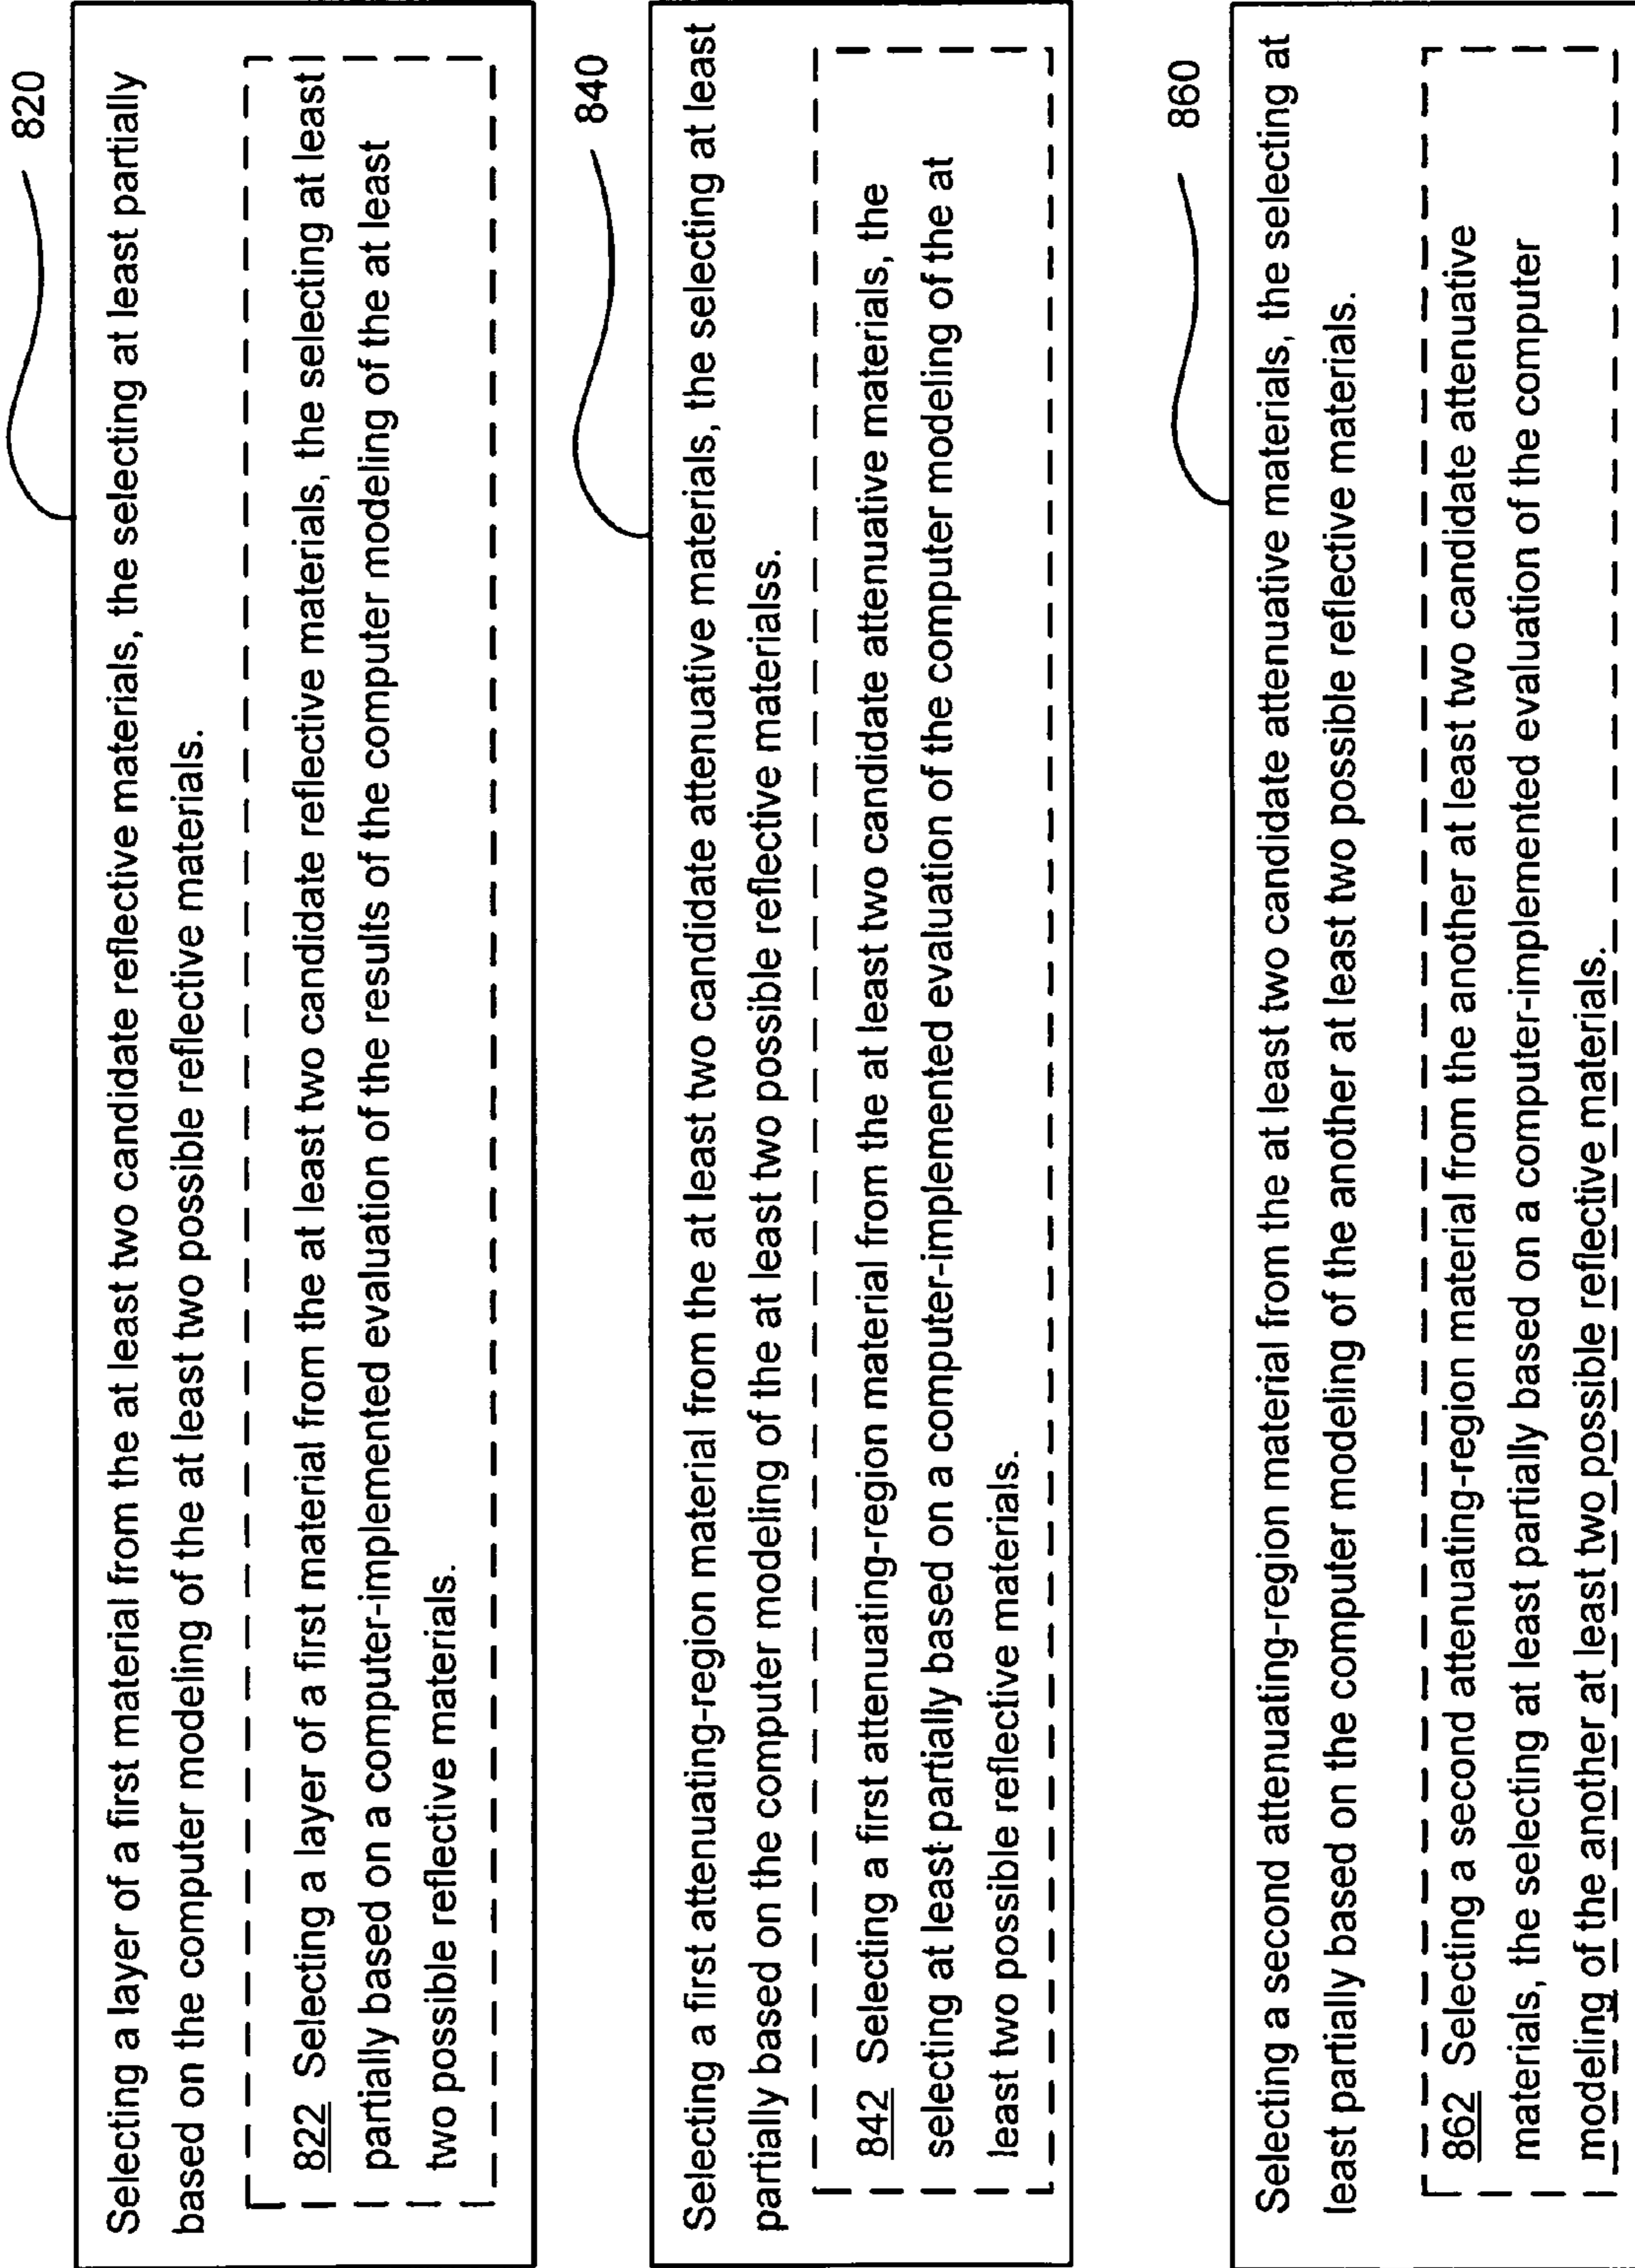 820
Selecting a layer of a first material from the at least two candidate reflective materials, the selecting at least partially
based on the computer modeling of the at least two possible reflective materials.
822 Selecting a layer of a first material from the at least two candidate reflective materials, the selecting at least
partially based on a computer-implemented evaluation of the results of the computer modeling of the at least
two possible reflective materials.
840
Selecting a first attenuating-region material from the at least two candidate attenuative materials, the selecting at least
partially based on the computer modeling of the at least two possible reflective materialss.
842 Selecting a first attenuating-region material from the at least two candidate attenuative materials, the
selecting at least partially based on a computer-implemented evaluation of the computer modeling of the at
least two possible reflective materials.
860
Selecting a second attenuating-region material from the at least two candidate attenuative materials, the selecting at
least partially based on the computer modeling of the another at least two possible reflective materials.
862 Selecting a second attenuating-region material from the another at least two candidate attenuative
materials, the selecting at least partially based on a computer-implemented evaluation of the computer
modeling of the another at least two possible reflective materials.